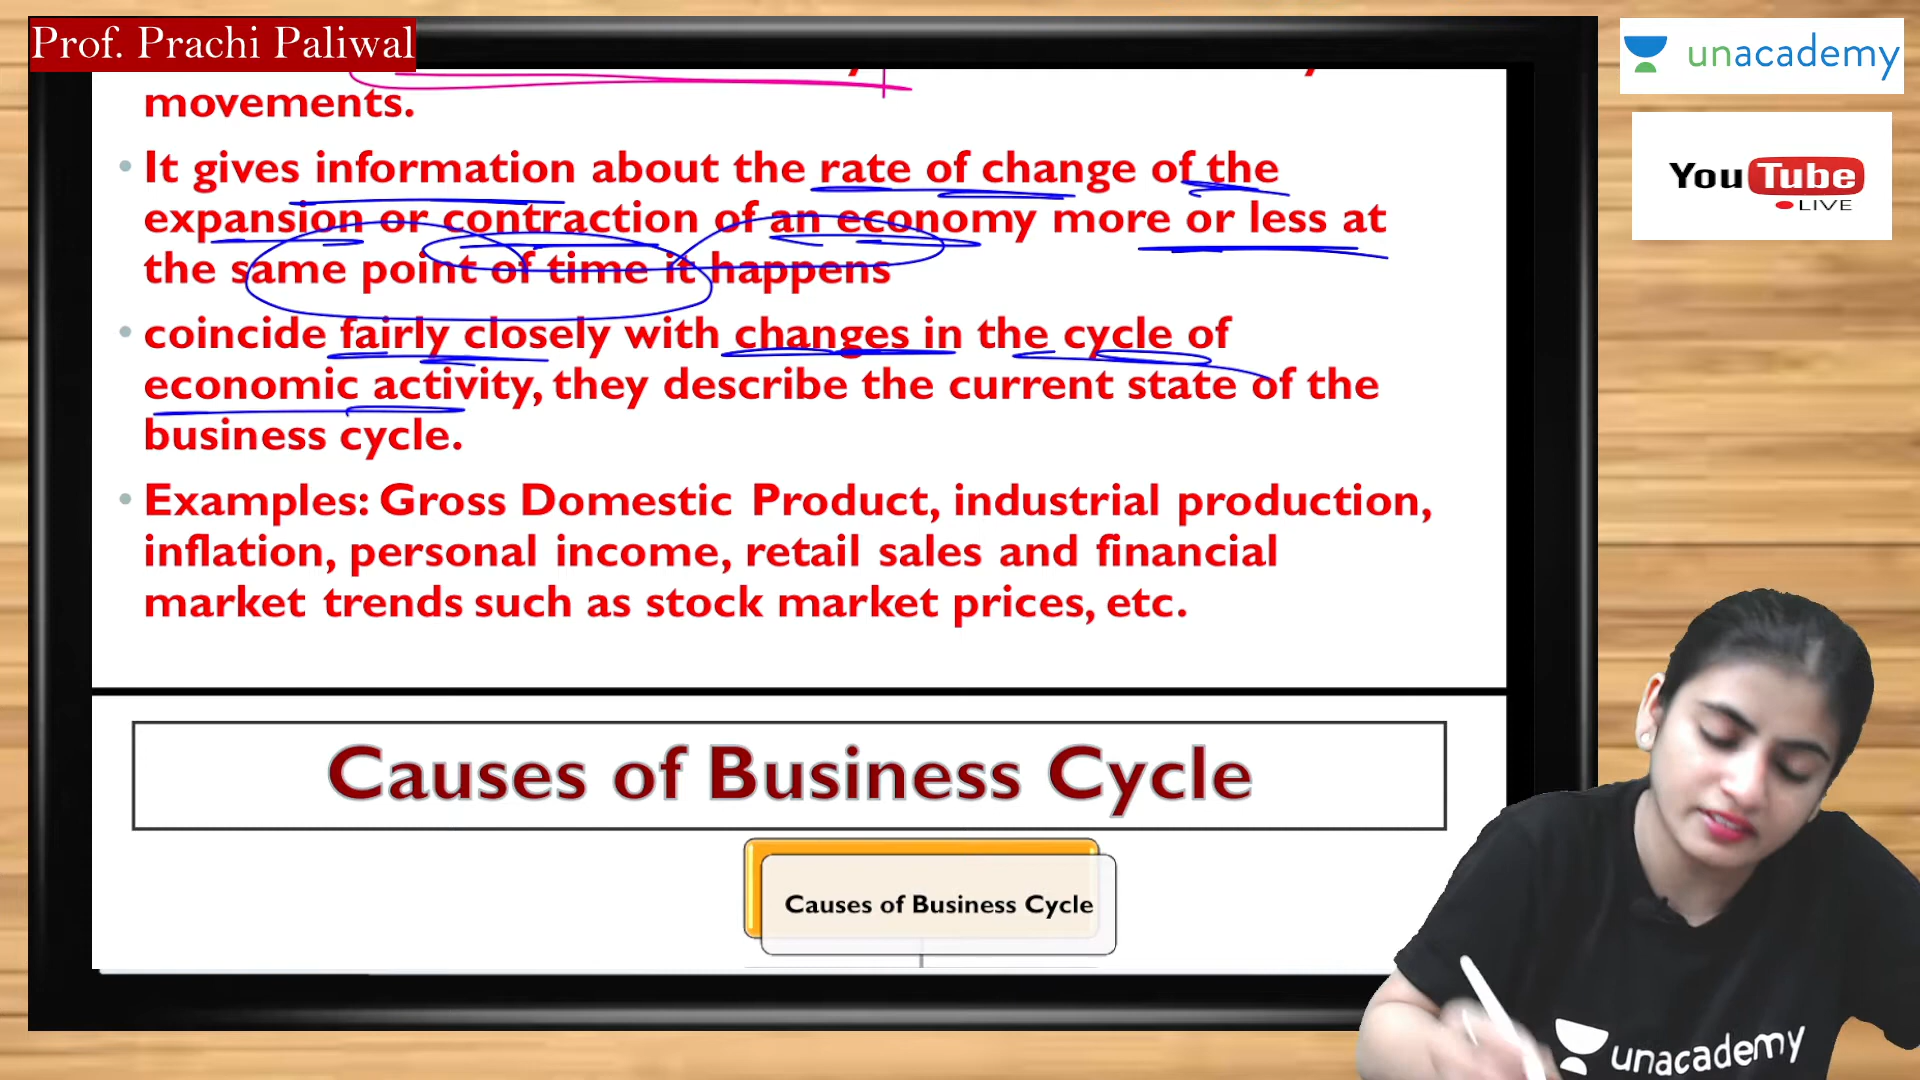 Prof. Prachi Paliwal
unacademy
YouTube
LIVE
movements.
• It gives information about the rate of change of the
expansion or contraction of an economy more or less at
the same point of time it happens
• coincide fairly closely with changes in the cycle of
economic activity, they describe the current state of the
business cycle.
• Examples: Gross Domestic Product, industrial production,
inflation, personal income, retail sales and financial
market trends such as stock market prices, etc.
Causes of Business Cycle
Causes of Business Cycle
unacademy